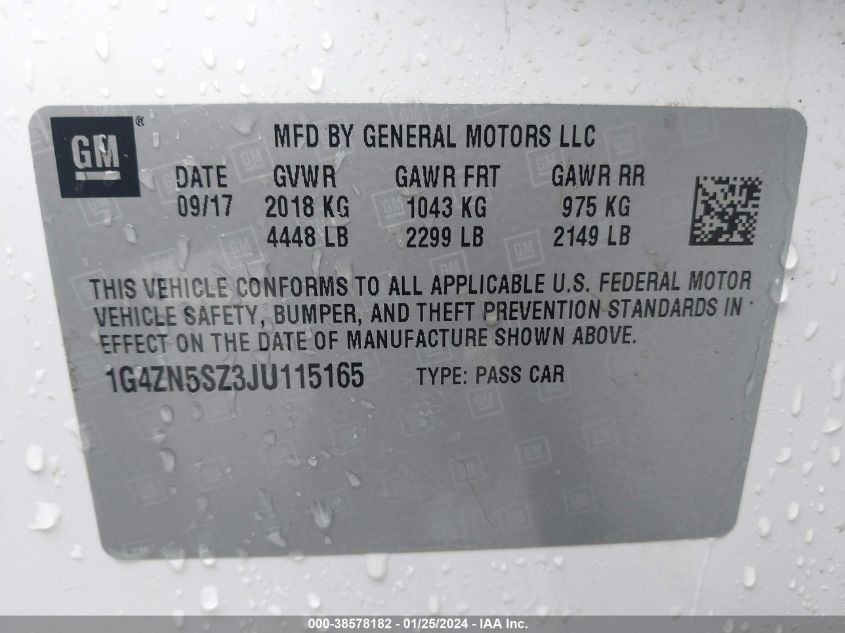 GM®
MFD BY GENERAL MOTORS LLC
DATE GVWR GAWR FRT GAWR RR
09/17 2018 KG 1043 KG 975 KG
4448 LB 2299 LB 2149 LB
THIS VEHICLE CONFORMS TO ALL APPLICABLE U.S. FEDERAL MOTOR
VEHICLE SAFETY, BUMPER, AND THEFT PREVENTION STANDARDS IN
EFFECT ON THE DATE OF MANUFACTURE SHOWN ABOVE.
1G4ZN5SZ3JU115165 TYPE: PASS CAR
000-38578182 - 01/25/2024 - IAA Inc.